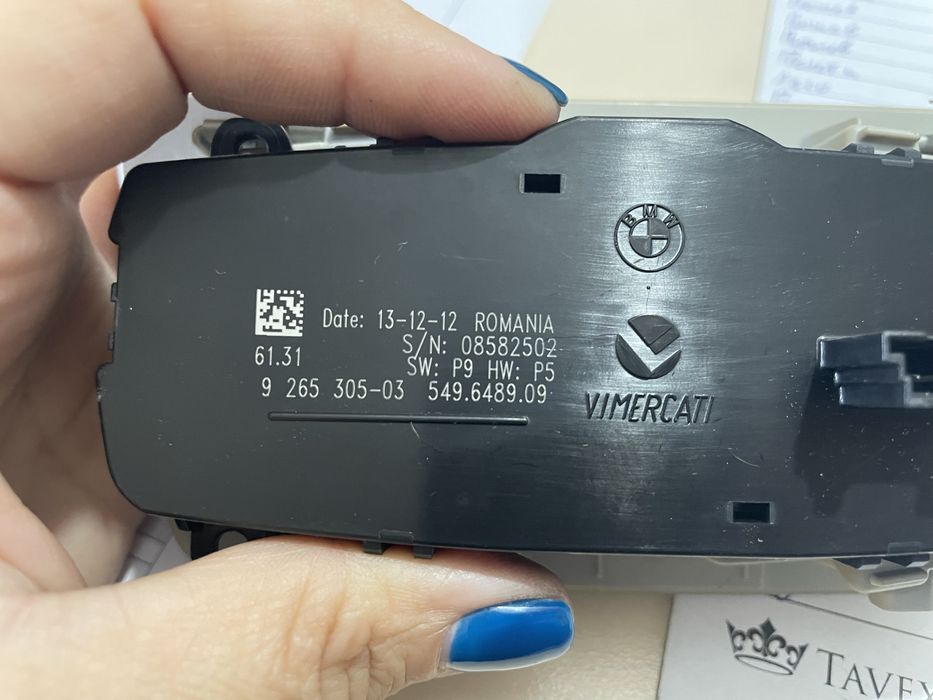 BMW
Date: 13-12-12 ROMANIA
S/N: 08582502
61.31
SW: P9 HW: P5
9 265 305-03 549.6489.09
VIMERCATI
TAVEX